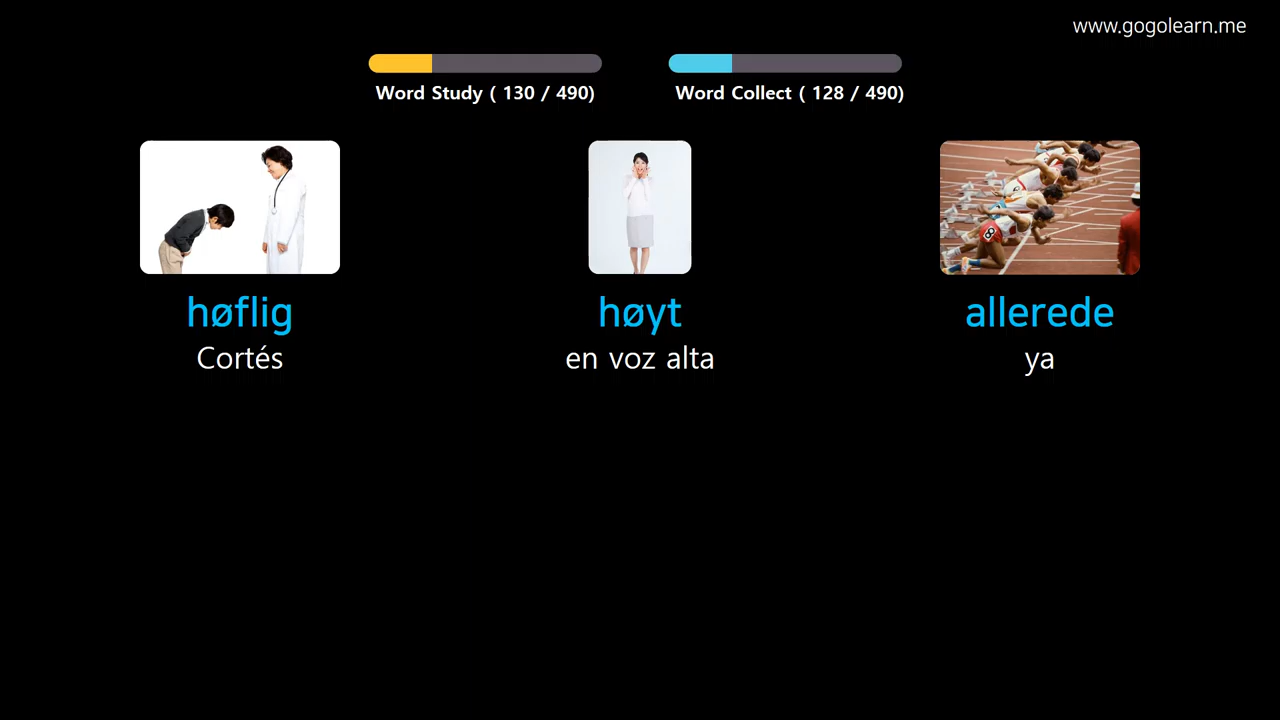 www.gogolearn.me
Word Study ( 130 / 490)
Word Collect ( 128 / 490)
høflig
Cortés
høyt
en voz alta
allerede
ya